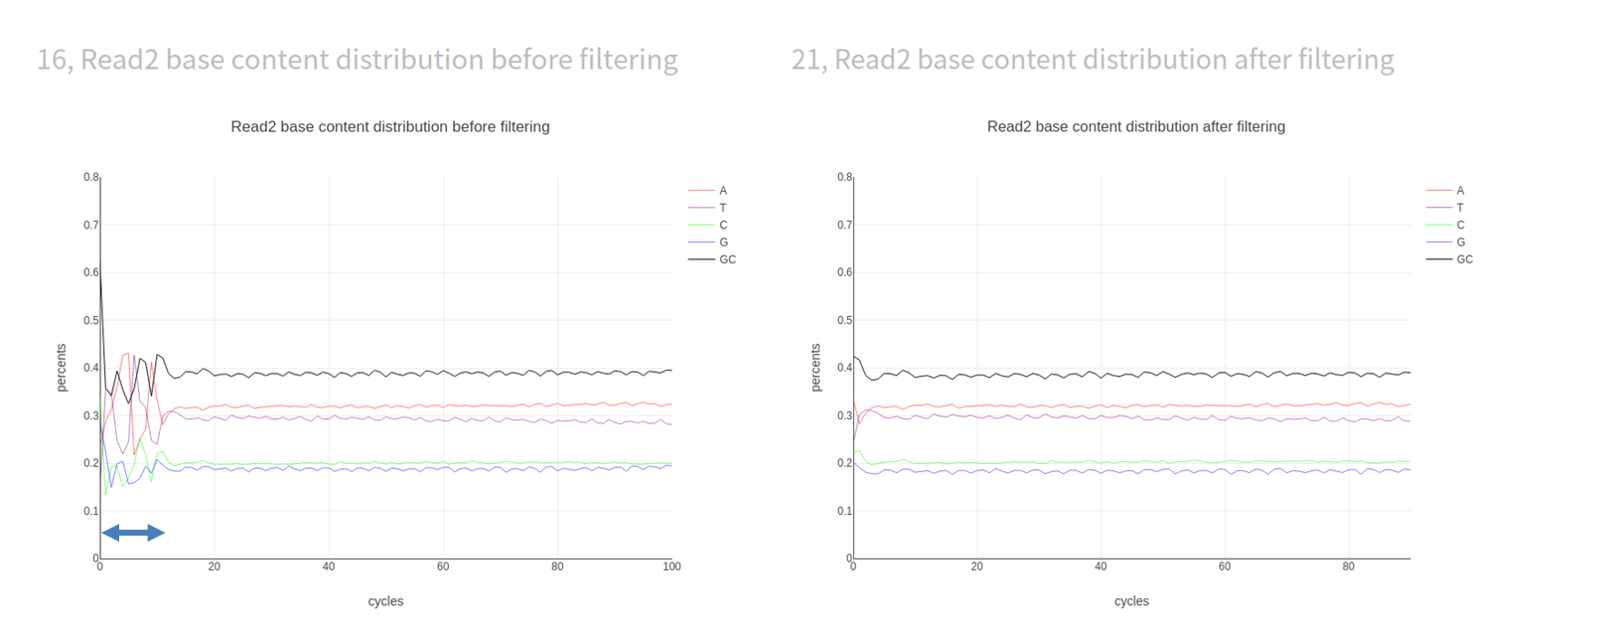 16, Read2 base content distribution before filtering
Read2 base content distribution before filtering
0.8
0.7
0.6
0.5
0.4
0.3
0.2
0.1
0
percents
0 20 40 60 80 100
cycles
A
T
C
G
GC
21, Read2 base content distribution after filtering
Read2 base content distribution after filtering
0.8
0.7
0.6
0.5
0.4
0.3
0.2
0.1
0
percents
0 20 40 60 80
cycles
A
T
C
G
GC